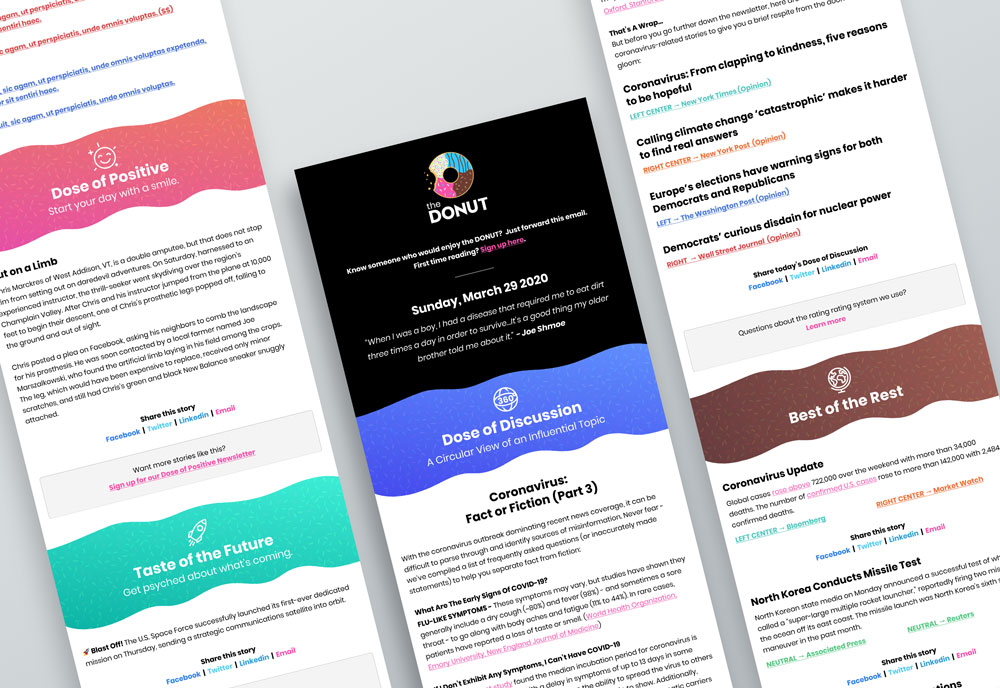 sic agam, ut perspiciatis,
sentiri haec.
sic agam, ut perspiciatis, unde omnis voluptas. ($$)
sic agam, ut perspiciatis, unde omnis voluptas expetenda,
or sit sentiri haec.
uit, sic agam, ut perspiciatis, unde omnis voluptas.
Dose of Positive
Start your day with a smile.
ut on a Limb
hris Marckres of West Addison, VT, is a double amputee, but that does not stop
im from setting out on daredevil adventures. On Saturday, harnessed to an
experienced instructor, the thrill-seeker went skydiving over the region's
Champlain Valley. After Chris and his instructor jumped from the plane at 10,000
feet to begin their descent, one of Chris's prosthetic legs popped off, falling to
the ground and out of sight.
Chris posted a plea on Facebook, asking his neighbors to comb the landscape
for his prosthesis. He was soon contacted by a local farmer named Joe
Marszalkowski, who found the artificial limb laying in his field among the crops.
The leg, which would have been expensive to replace, received only minor
scratches, and still had Chris's green and black New Balance sneaker snuggly
attached.
Share this story
Facebook | Twitter | Linkedin | Email
Want more stories like this?
Sign up for our Dose of Positive Newsletter
Taste of the Future
Get psyched about what's coming.
🚀 Blast Off! The U.S. Space Force successfully launched its first-ever dedicated
mission on Thursday, sending a strategic communications satellite into orbit.
Share this story
Facebook | Twitter | Linkedin | Email
the
DONUT
Know someone who would enjoy the DONUT? Just forward this email.
First time reading? Sign up here.
Sunday, March 29 2020
"When I was a boy, I had a disease that required me to eat dirt
three times a day in order to survive...It's a good thing my older
brother told me about it." - Joe Shmoe
360°
Dose of Discussion
A Circular View of an Influential Topic
Coronavirus:
Fact or Fiction (Part 3)
With the coronavirus outbreak dominating recent news coverage, it can be
difficult to parse through and identify sources of misinformation. Never fear -
we've compiled a list of frequently asked questions (or inaccurately made
statements) to help you separate fact from fiction:
What Are The Early Signs Of COVID-19?
FLU-LIKE SYMPTOMS - These symptoms may vary, but studies have shown they
generally include a dry cough (~80%) and fever (98%) - and sometimes a sore
throat - to go along with body aches and fatigue (11% to 44%). In rare cases,
patients have reported a loss of taste or smell. (World Health Organization,
Emory University, New England Journal of Medicine)
If I Don't Exhibit Any Symptoms, I Can't Have COVID-19
study found the median incubation period for coronavirus is
with a delay in symptoms of up to 13 days in some
the ability to spread the virus to others
to show. Additionally,
carriers
Oxford, Stanford
That's A Wrap...
But before you go further down the newsletter, here are
coronavirus-related stories to give you a brief respite from the doom
gloom:
Coronavirus: From clapping to kindness, five reasons
to be hopeful
LEFT CENTER → New York Times (Opinion)
Calling climate change 'catastrophic' makes it harder
to find real answers
RIGHT CENTER → New York Post (Opinion)
Europe's elections have warning signs for both
Democrats and Republicans
LEFT → The Washington Post (Opinion)
Democrats' curious disdain for nuclear power
RIGHT → Wall Street Journal (Opinion)
Share today's Dose of Discussion
Facebook | Twitter | Linkedin | Email
Questions about the rating rating system we use?
Learn more
Best of the Rest
Coronavirus Update
Global cases rose above 722,000 over the weekend with more than 34,000
deaths. The number of confirmed U.S. cases rose to more than 142,000 with 2,484
confirmed deaths.
LEFT CENTER → Bloomberg
RIGHT CENTER → Market Watch
Share this story
Facebook | Twitter | Linkedin | Email
North Korea Conducts Missile Test
North Korean state media on Monday announced a successful test of wh
called a "super-large multiple rocket launcher," reportedly firing two miss
the ocean off its east coast. The missile launch was North Korea's sixth s
maneuver in the past month.
NEUTRAL → Associated Press
NEUTRAL → Reuters
Share this story
Facebook | Twitter | Linkedin | Email